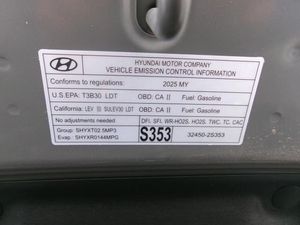 HYUNDAI MOTOR COMPANY
VEHICLE EMISSION CONTROL INFORMATION
Conforms to regulations: 2025 MY
U.S.EPA: T3B30 LDT OBD: CA II Fuel: Gasoline
California: LEV III SULEV30 LDT OBD: CA II Fuel: Gasoline
No adjustments needed. DFI, SFI, WR-HO2S, HO2S, TWC, TC, CAC
Group: SHYXT02.5MP3
Evap: SHYXR0144MPG
S353 32450-2S353